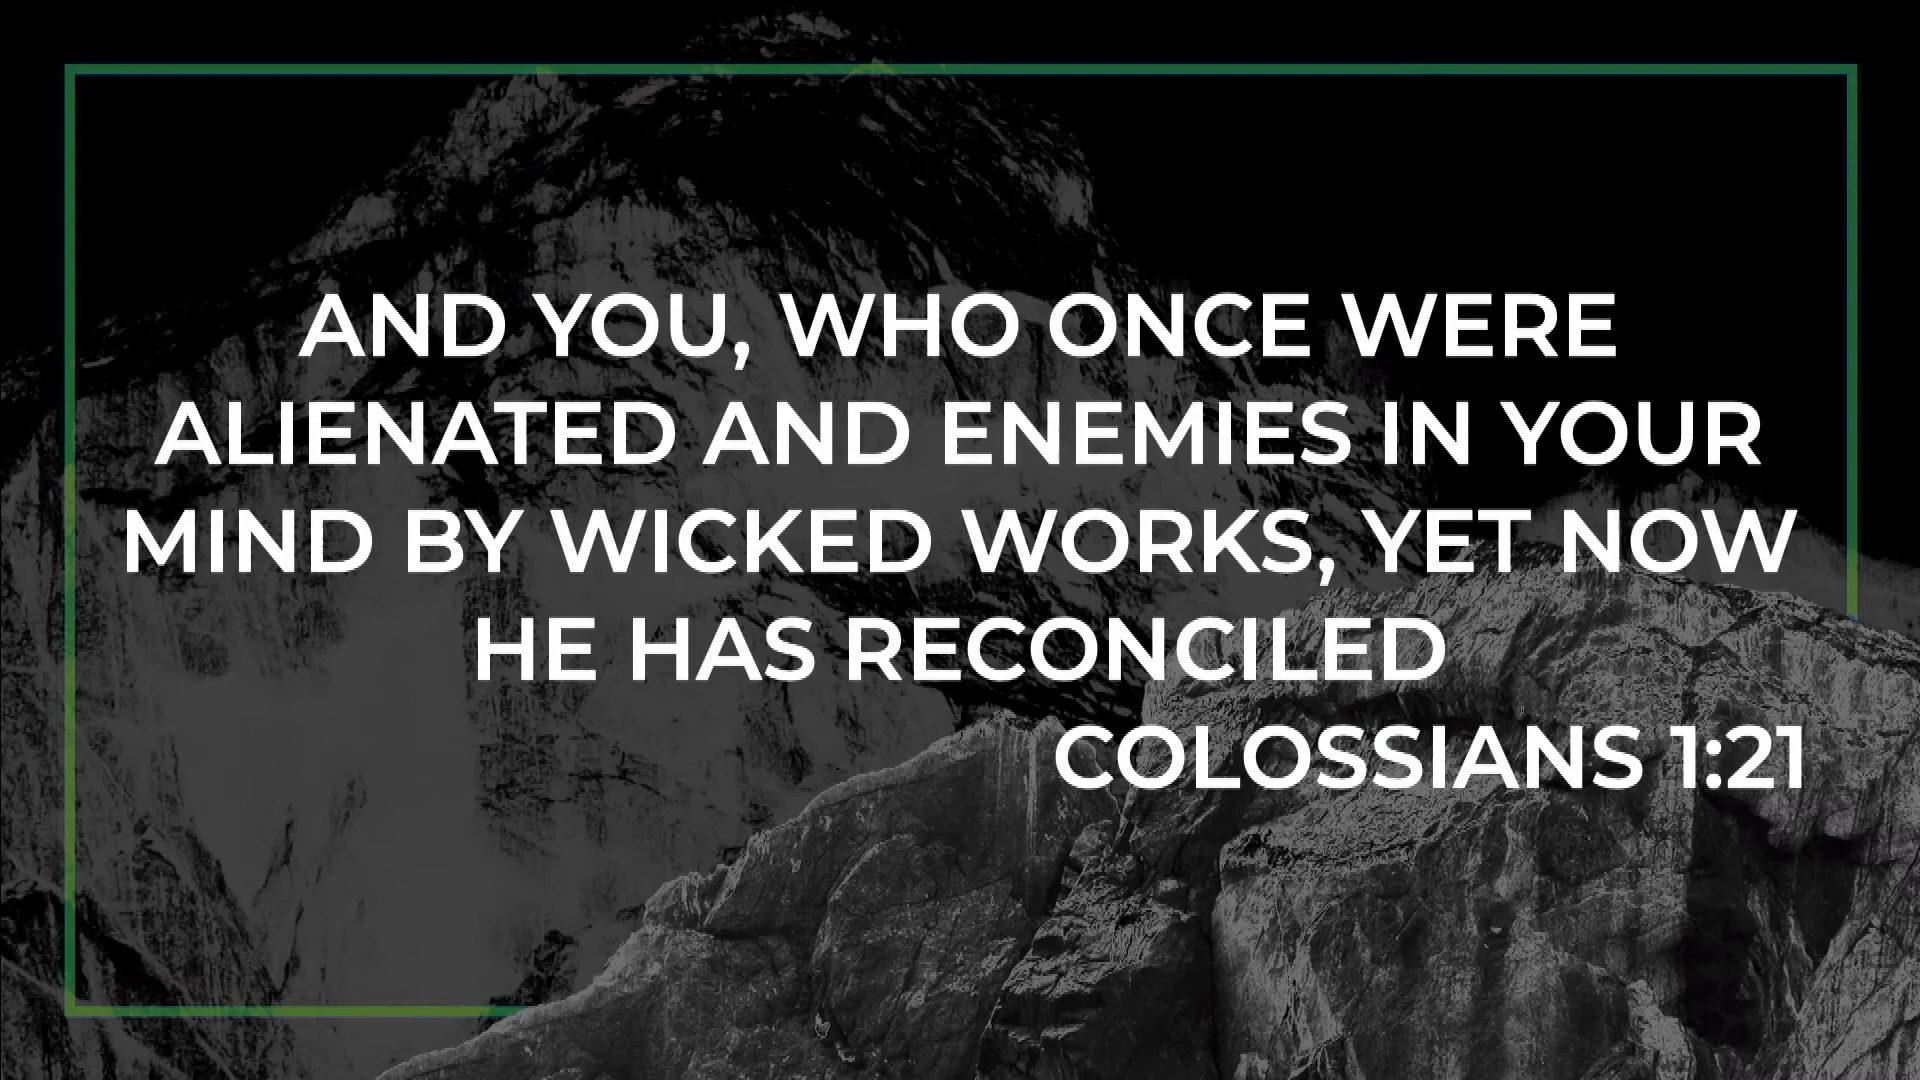 AND YOU, WHO ONCE WERE
ALIENATED AND ENEMIES IN YOUR
MIND BY WICKED WORKS, YET NOW
HE HAS RECONCILED
COLOSSIANS 1:21